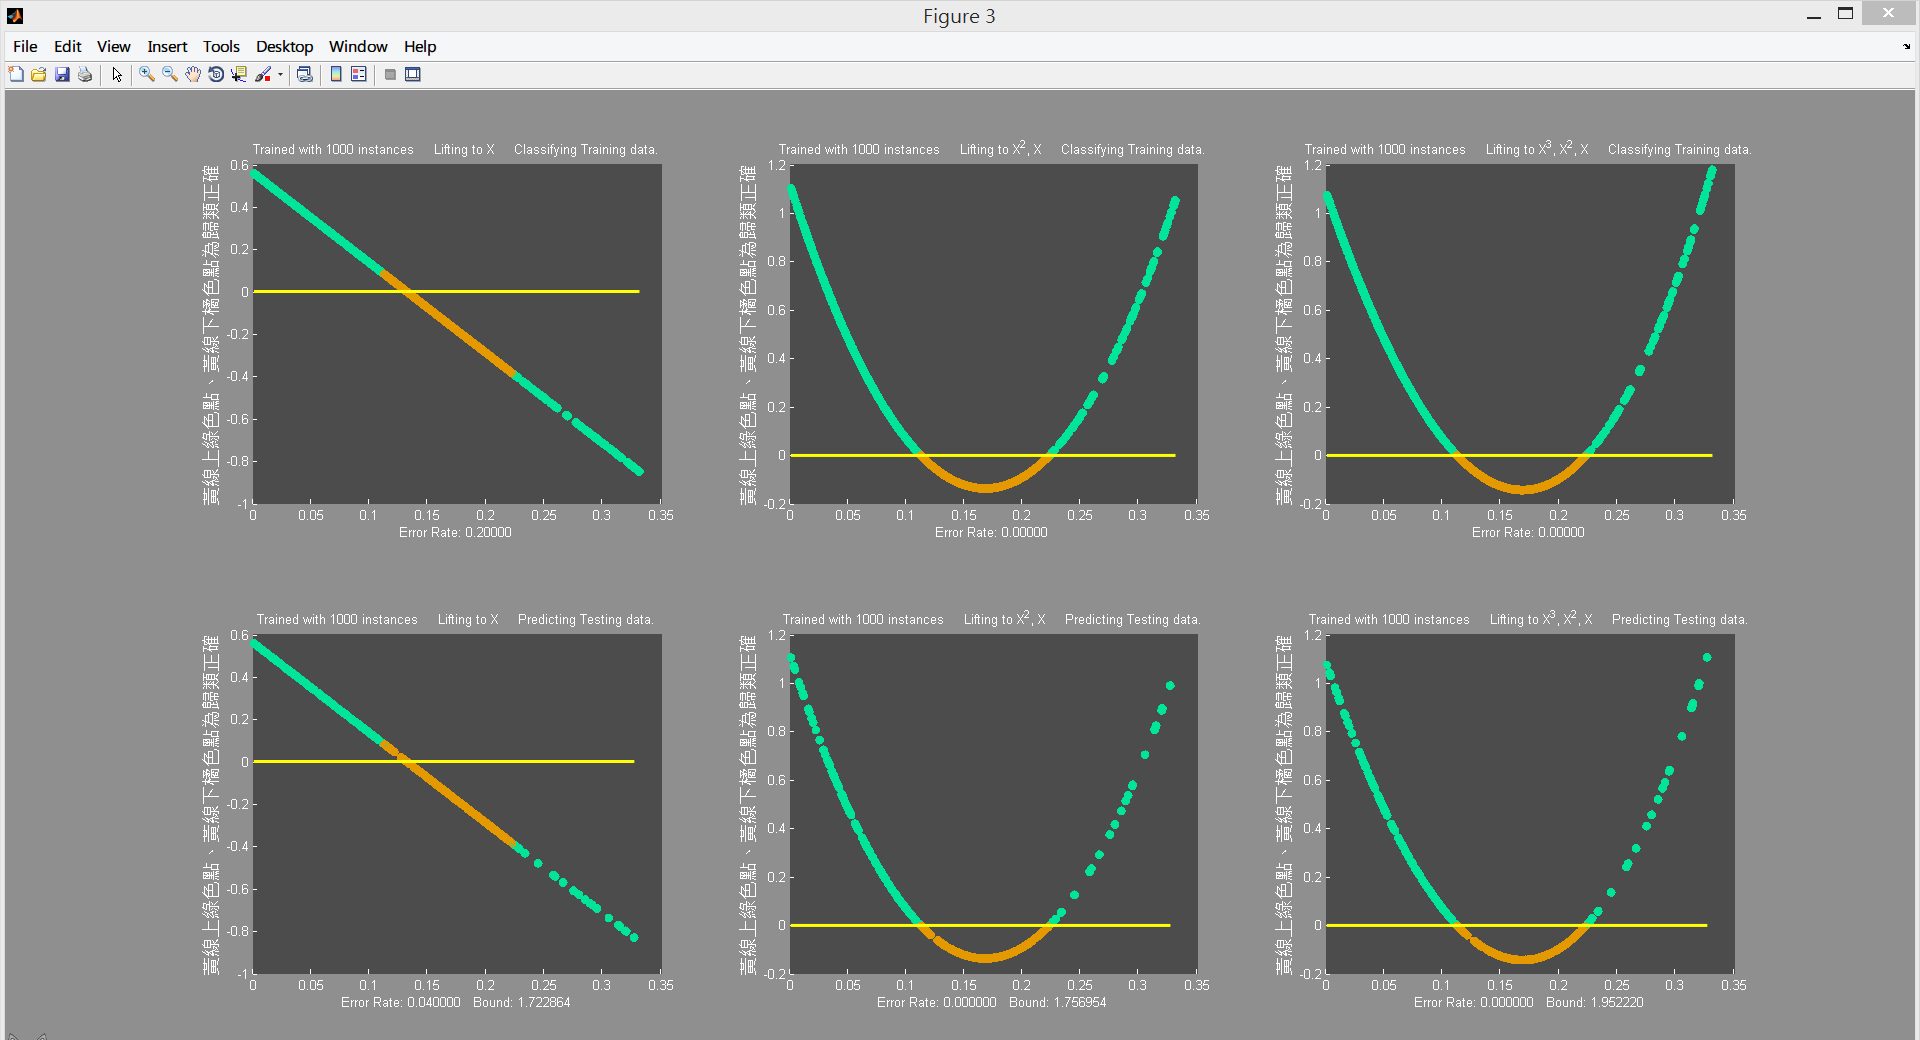 Figure 3
File Edit View Insert Tools Desktop Window Help
Trained with 1000 instances Lifting to X Classifying Training data.
黃線上綠色點、黃線下橘色點為歸類正確
0.6
0.4
0.2
0
-0.2
-0.4
-0.6
-0.8
-1
0 0.05 0.1 0.15 0.2 0.25 0.3 0.35
Error Rate: 0.20000
Trained with 1000 instances Lifting to X², X Classifying Training data.
黃線上綠色點、黃線下橘色點為歸類正確
1.2
1
0.8
0.6
0.4
0.2
0
-0.2
0 0.05 0.1 0.15 0.2 0.25 0.3 0.35
Error Rate: 0.00000
Trained with 1000 instances Lifting to X³, X², X Classifying Training data.
黃線上綠色點、黃線下橘色點為歸類正確
1.2
1
0.8
0.6
0.4
0.2
0
-0.2
0 0.05 0.1 0.15 0.2 0.25 0.3 0.35
Error Rate: 0.00000
Trained with 1000 instances Lifting to X Predicting Testing data.
黃線上綠色點、黃線下橘色點為歸類正確
0.6
0.4
0.2
0
-0.2
-0.4
-0.6
-0.8
-1
0 0.05 0.1 0.15 0.2 0.25 0.3 0.35
Error Rate: 0.040000 Bound: 1.722864
Trained with 1000 instances Lifting to X², X Predicting Testing data.
黃線上綠色點、黃線下橘色點為歸類正確
1.2
1
0.8
0.6
0.4
0.2
0
-0.2
0 0.05 0.1 0.15 0.2 0.25 0.3 0.35
Error Rate: 0.000000 Bound: 1.756954
Trained with 1000 instances Lifting to X³, X², X Predicting Testing data.
黃線上綠色點、黃線下橘色點為歸類正確
1.2
1
0.8
0.6
0.4
0.2
0
-0.2
0 0.05 0.1 0.15 0.2 0.25 0.3 0.35
Error Rate: 0.000000 Bound: 1.952220